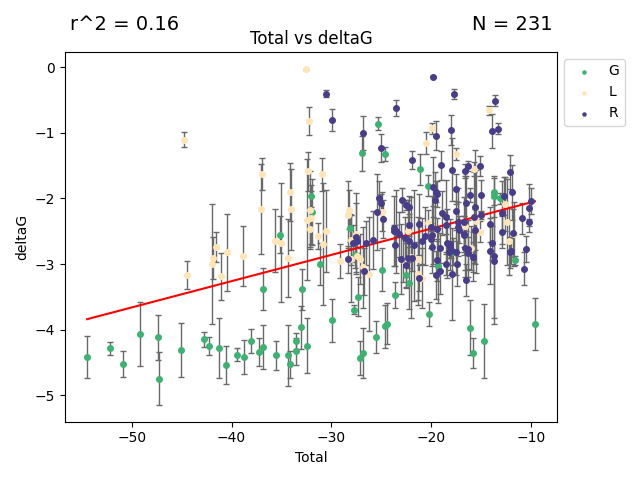 r^2 = 0.16
N = 231
Total vs deltaG
G
L
R
deltaG
0
−1
−2
−3
−4
−5
−50
−40
−30
−20
−10
Total